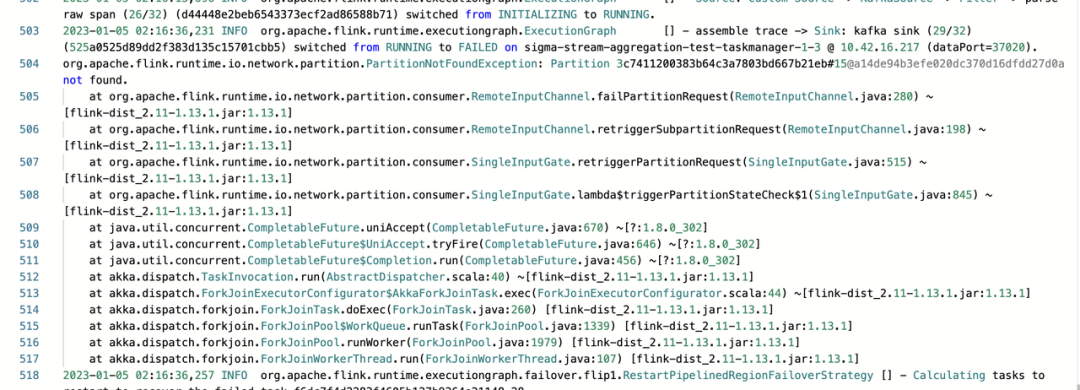 raw span (26/32) (d44448e2beb6543373ecf2ad86588b71) switched from INITIALIZING to RUNNING.
503 2023-01-05 02:16:36,231 INFO org.apache.flink.runtime.executiongraph.ExecutionGraph [] - assemble trace -> Sink: kafka sink (29/32)
(525a0525d89dd2f383d135c15701cbb5) switched from RUNNING to FAILED on sigma-stream-aggregation-test-taskmanager-1-3 @ 10.42.16.217 (dataPort=37020).
504 org.apache.flink.runtime.io.network.partition.PartitionNotFoundException: Partition 3c7411200383b64c3a7803bd667b21eb#15@a14de94b3efe020dc370d16dfdd27d0a
not found.
505 at org.apache.flink.runtime.io.network.partition.consumer.RemoteInputChannel.failPartitionRequest(RemoteInputChannel.java:280) ~
[flink-dist_2.11-1.13.1.jar:1.13.1]
506 at org.apache.flink.runtime.io.network.partition.consumer.RemoteInputChannel.retriggerSubpartitionRequest(RemoteInputChannel.java:198) ~
[flink-dist_2.11-1.13.1.jar:1.13.1]
507 at org.apache.flink.runtime.io.network.partition.consumer.SingleInputGate.retriggerPartitionRequest(SingleInputGate.java:515) ~
[flink-dist_2.11-1.13.1.jar:1.13.1]
508 at org.apache.flink.runtime.io.network.partition.consumer.SingleInputGate.lambda$triggerPartitionStateCheck$1(SingleInputGate.java:845) ~
[flink-dist_2.11-1.13.1.jar:1.13.1]
509 at java.util.concurrent.CompletableFuture.uniAccept(CompletableFuture.java:670) ~[?:1.8.0_302]
510 at java.util.concurrent.CompletableFuture$UniAccept.tryFire(CompletableFuture.java:646) ~[?:1.8.0_302]
511 at java.util.concurrent.CompletableFuture$Completion.run(CompletableFuture.java:456) ~[?:1.8.0_302]
512 at akka.dispatch.TaskInvocation.run(AbstractDispatcher.scala:40) ~[flink-dist_2.11-1.13.1.jar:1.13.1]
513 at akka.dispatch.ForkJoinExecutorConfigurator$AkkaForkJoinTask.exec(ForkJoinExecutorConfigurator.scala:44) ~[flink-dist_2.11-1.13.1.jar:1.13.1]
514 at akka.dispatch.forkjoin.ForkJoinTask.doExec(ForkJoinTask.java:260) [flink-dist_2.11-1.13.1.jar:1.13.1]
515 at akka.dispatch.forkjoin.ForkJoinPool$WorkQueue.runTask(ForkJoinPool.java:1339) [flink-dist_2.11-1.13.1.jar:1.13.1]
516 at akka.dispatch.forkjoin.ForkJoinPool.runWorker(ForkJoinPool.java:1979) [flink-dist_2.11-1.13.1.jar:1.13.1]
517 at akka.dispatch.forkjoin.ForkJoinWorkerThread.run(ForkJoinWorkerThread.java:107) [flink-dist_2.11-1.13.1.jar:1.13.1]
518 2023-01-05 02:16:36,257 INFO org.apache.flink.runtime.executiongraph.failover.flip1.RestartPipelinedRegionFailoverStrategy [] - Calculating tasks to